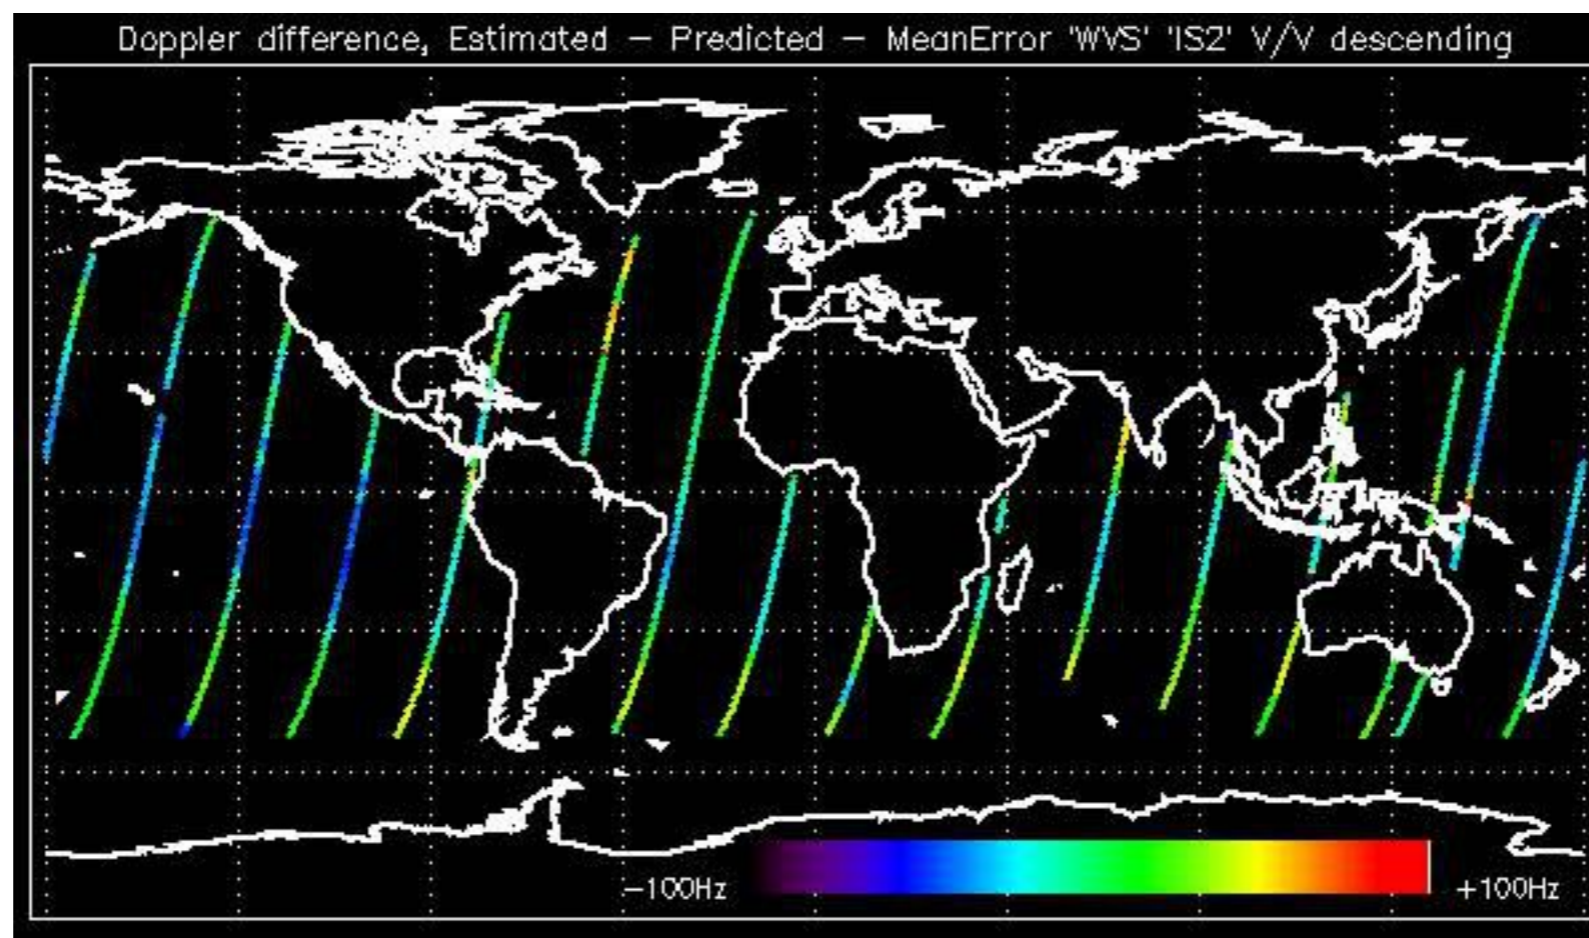 Doppler difference, Estimated – Predicted – MeanError 'WVS' 'IS2' V/V descending
−100Hz +100Hz